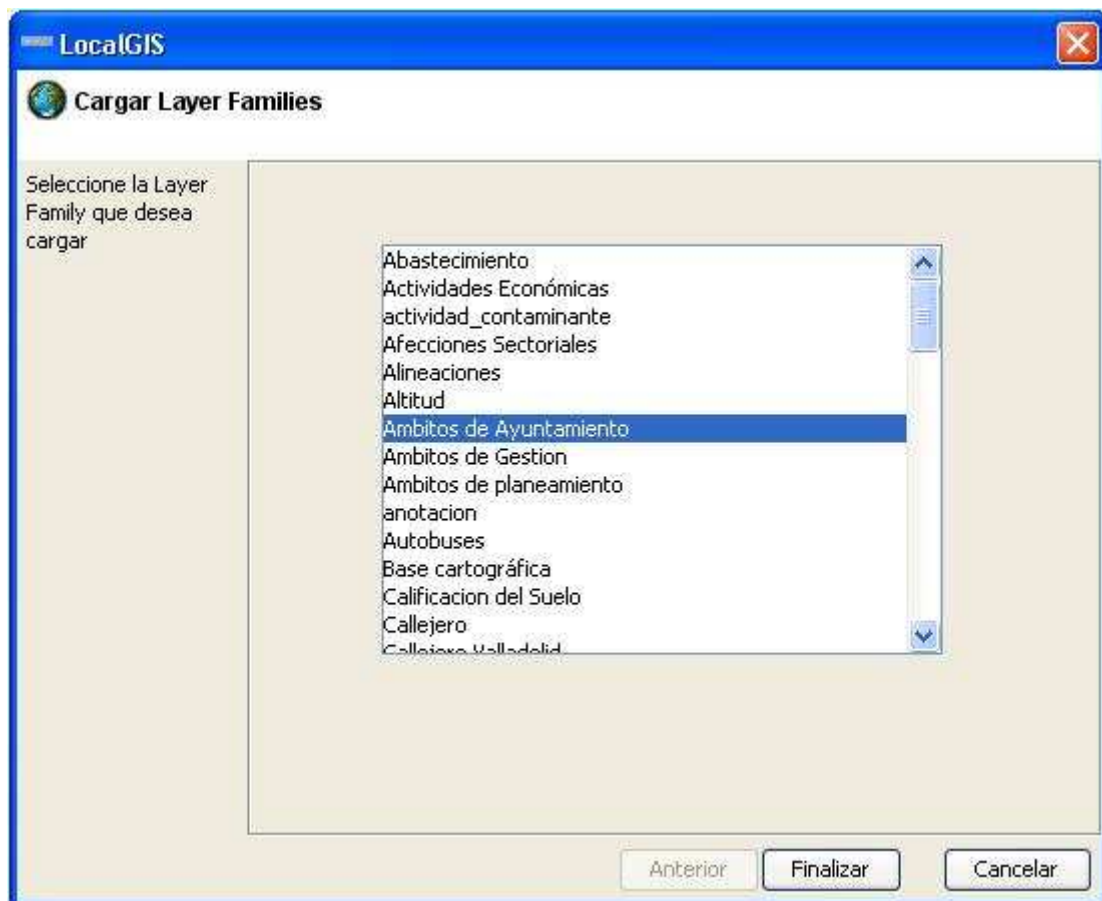 LocalGIS
Cargar Layer Families
Seleccione la Layer
Family que desea
cargar
Abastecimiento
Actividades Económicas
actividad_contaminante
Afecciones Sectoriales
Alineaciones
Altitud
Ambitos de Ayuntamiento
Ambitos de Gestion
Ambitos de planeamiento
anotacion
Autobuses
Base cartográfica
Calificacion del Suelo
Callejero
Callejero Valladolid
Anterior
Finalizar
Cancelar